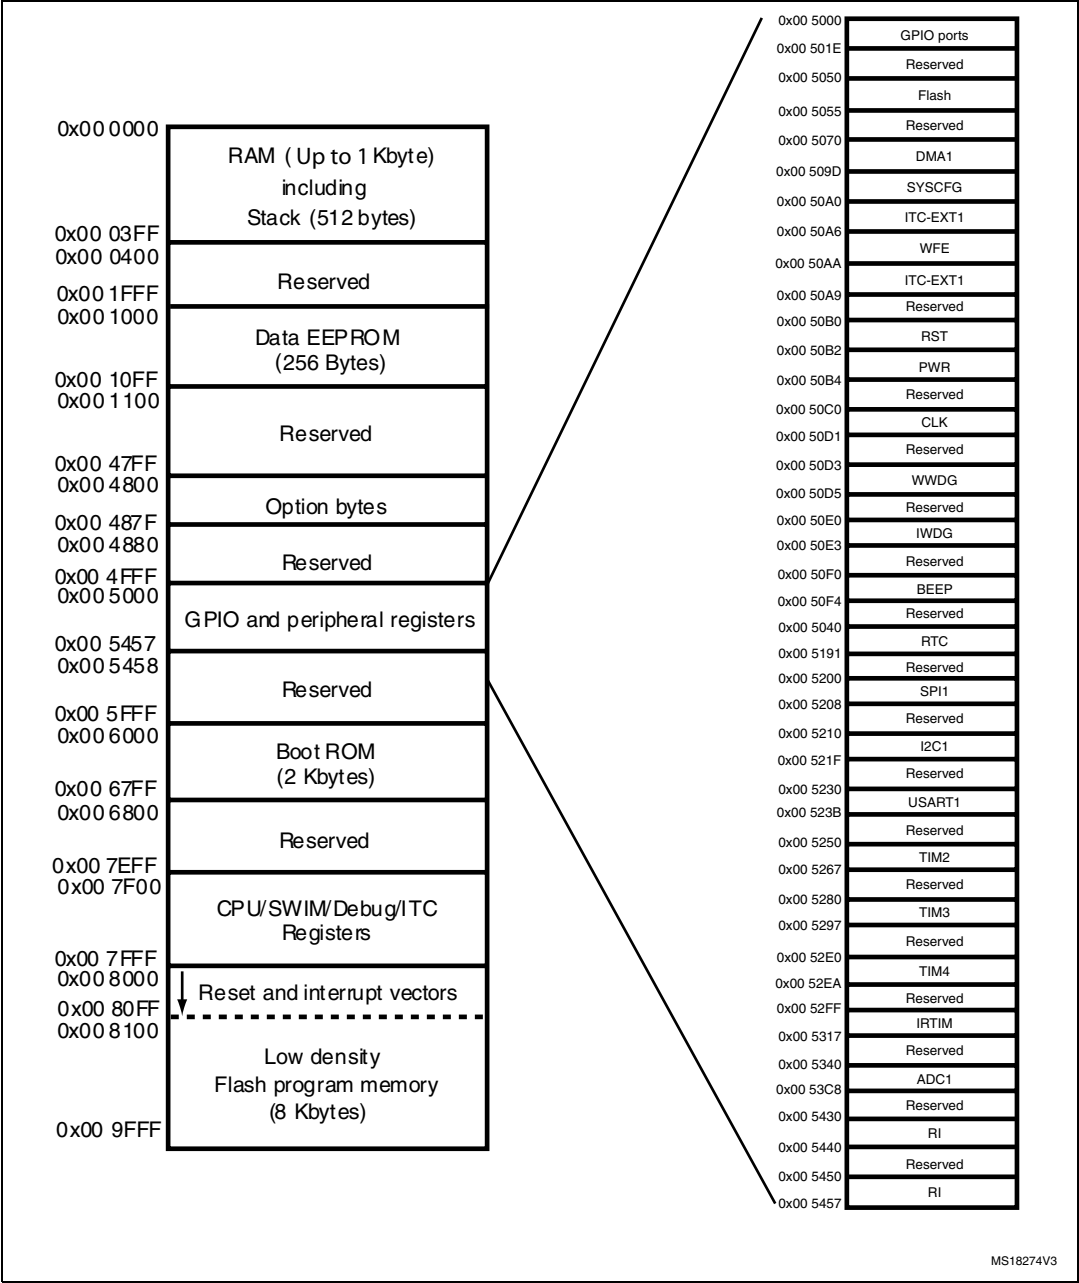 0x00 0000
RAM (Up to 1 Kbyte)
including
Stack (512 bytes)
0x00 03FF
0x00 0400
Reserved
0x00 1FFF
0x00 1000
Data EEPROM
(256 Bytes)
0x00 10FF
0x00 1100
Reserved
0x00 47FF
0x00 4800
Option bytes
0x00 487F
0x00 4880
Reserved
0x00 4FFF
0x00 5000
GPIO and peripheral registers
0x00 5457
0x00 5458
Reserved
0x00 5FFF
0x00 6000
Boot ROM
(2 Kbytes)
0x00 67FF
0x00 6800
Reserved
0x00 7EFF
0x00 7F00
CPU/SWIM/Debug/ITC
Registers
0x00 7FFF
0x00 8000
Reset and interrupt vectors
0x00 80FF
0x00 8100
Low density
Flash program memory
(8 Kbytes)
0x00 9FFF
0x00 5000
GPIO ports
0x00 501E
Reserved
0x00 5050
Flash
0x00 5055
Reserved
0x00 5070
DMA1
0x00 509D
SYSCFG
0x00 50A0
ITC-EXT1
0x00 50A6
WFE
0x00 50AA
ITC-EXT1
0x00 50A9
Reserved
0x00 50B0
RST
0x00 50B2
PWR
0x00 50B4
Reserved
0x00 50C0
CLK
0x00 50D1
Reserved
0x00 50D3
WWDG
0x00 50D5
Reserved
0x00 50E0
IWDG
0x00 50E3
Reserved
0x00 50F0
BEEP
0x00 50F4
Reserved
0x00 5040
RTC
0x00 5191
Reserved
0x00 5200
SPI1
0x00 5208
Reserved
0x00 5210
I2C1
0x00 521F
Reserved
0x00 5230
USART1
0x00 523B
Reserved
0x00 5250
TIM2
0x00 5267
Reserved
0x00 5280
TIM3
0x00 5297
Reserved
0x00 52E0
TIM4
0x00 52EA
Reserved
0x00 52FF
IRTIM
0x00 5317
Reserved
0x00 5340
ADC1
0x00 53C8
Reserved
0x00 5430
RI
0x00 5440
Reserved
0x00 5450
RI
0x00 5457
MS18274V3